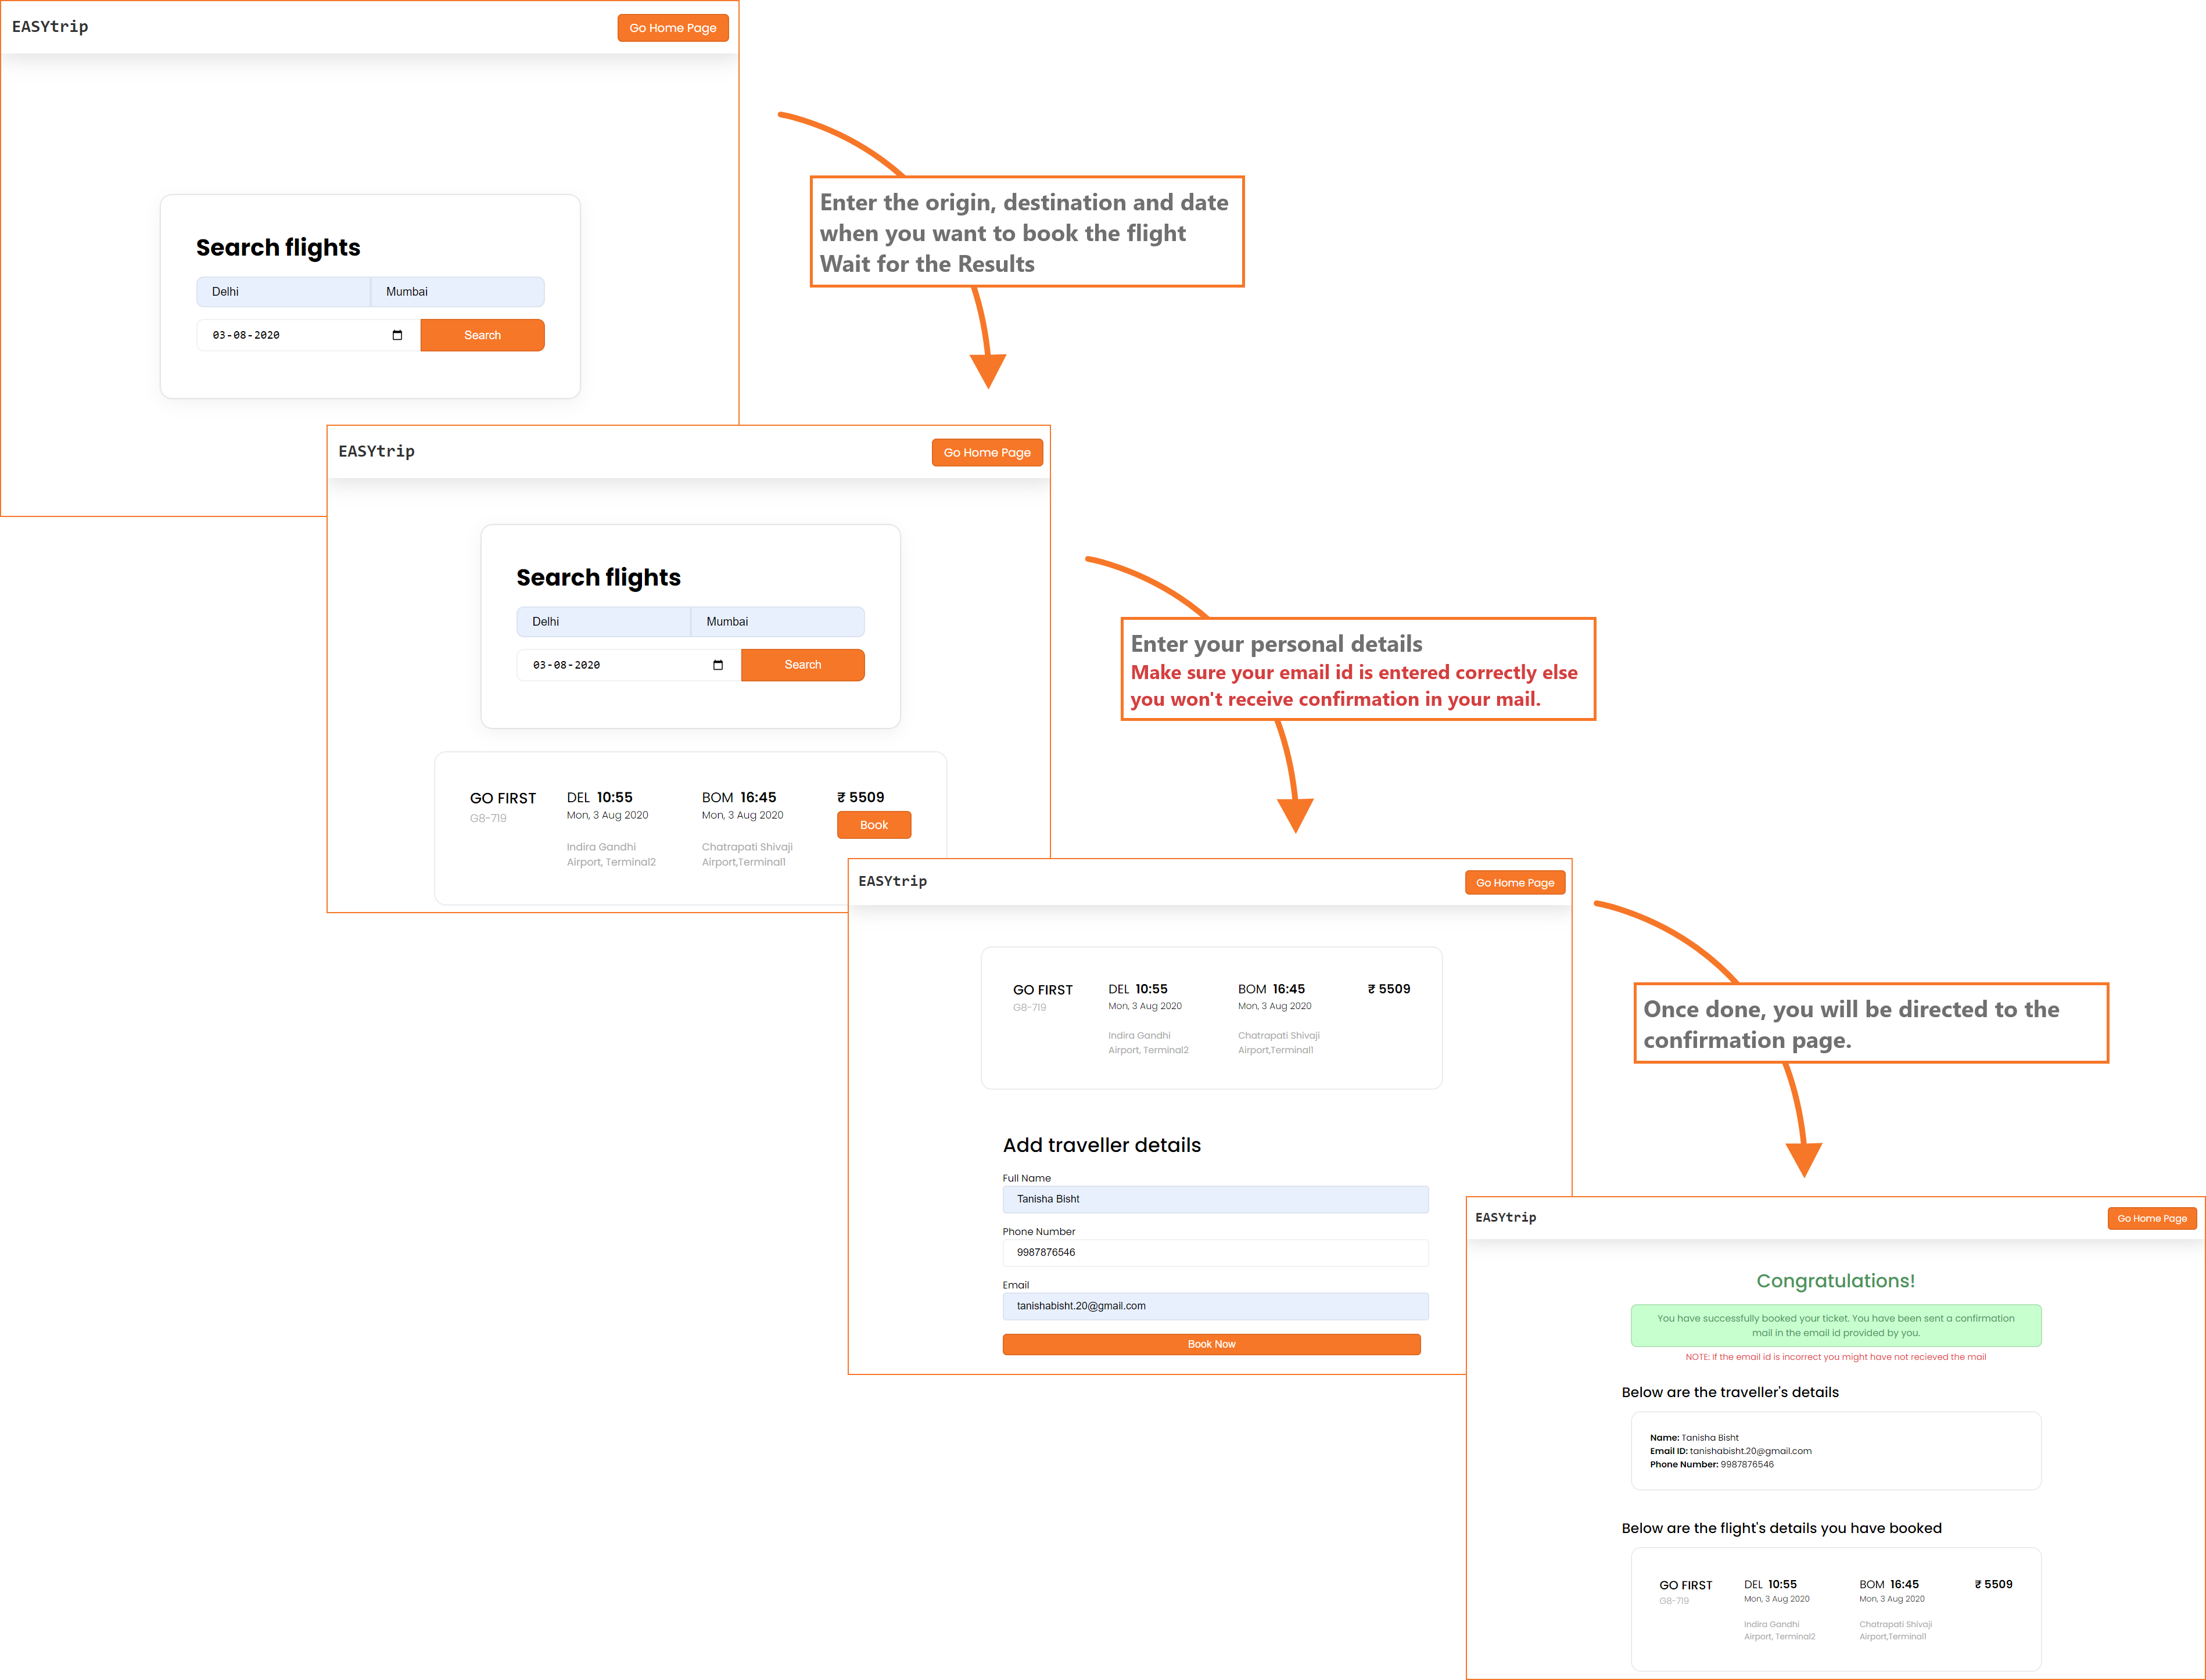 EASYtrip
Go Home Page
Search flights
Delhi
Mumbai
03-08-2020
Search
Enter the origin, destination and date
when you want to book the flight
Wait for the Results
EASYtrip
Go Home Page
Search flights
Delhi
Mumbai
03-08-2020
Search
GO FIRST
G8-719
DEL 10:55
Mon, 3 Aug 2020
Indira Gandhi
Airport, Terminal2
BOM 16:45
Mon, 3 Aug 2020
Chatrapati Shivaji
Airport,Terminal1
₹ 5509
Book
Enter your personal details
Make sure your email id is entered correctly else
you won't receive confirmation in your mail.
EASYtrip
Go Home Page
GO FIRST
G8-719
DEL 10:55
Mon, 3 Aug 2020
Indira Gandhi
Airport, Terminal2
BOM 16:45
Mon, 3 Aug 2020
Chatrapati Shivaji
Airport,Terminal1
₹ 5509
Add traveller details
Full Name
Tanisha Bisht
Phone Number
9987876546
Email
tanishabisht.20@gmail.com
Book Now
Once done, you will be directed to the
confirmation page.
EASYtrip
Go Home Page
Congratulations!
You have successfully booked your ticket. You have been sent a confirmation
mail in the email id provided by you.
NOTE: If the email id is incorrect you might have not recieved the mail
Below are the traveller's details
Name: Tanisha Bisht
Email ID: tanishabisht.20@gmail.com
Phone Number: 9987876546
Below are the flight's details you have booked
GO FIRST
G8-719
DEL 10:55
Mon, 3 Aug 2020
Indira Gandhi
Airport, Terminal2
BOM 16:45
Mon, 3 Aug 2020
Chatrapati Shivaji
Airport,Terminal1
₹ 5509